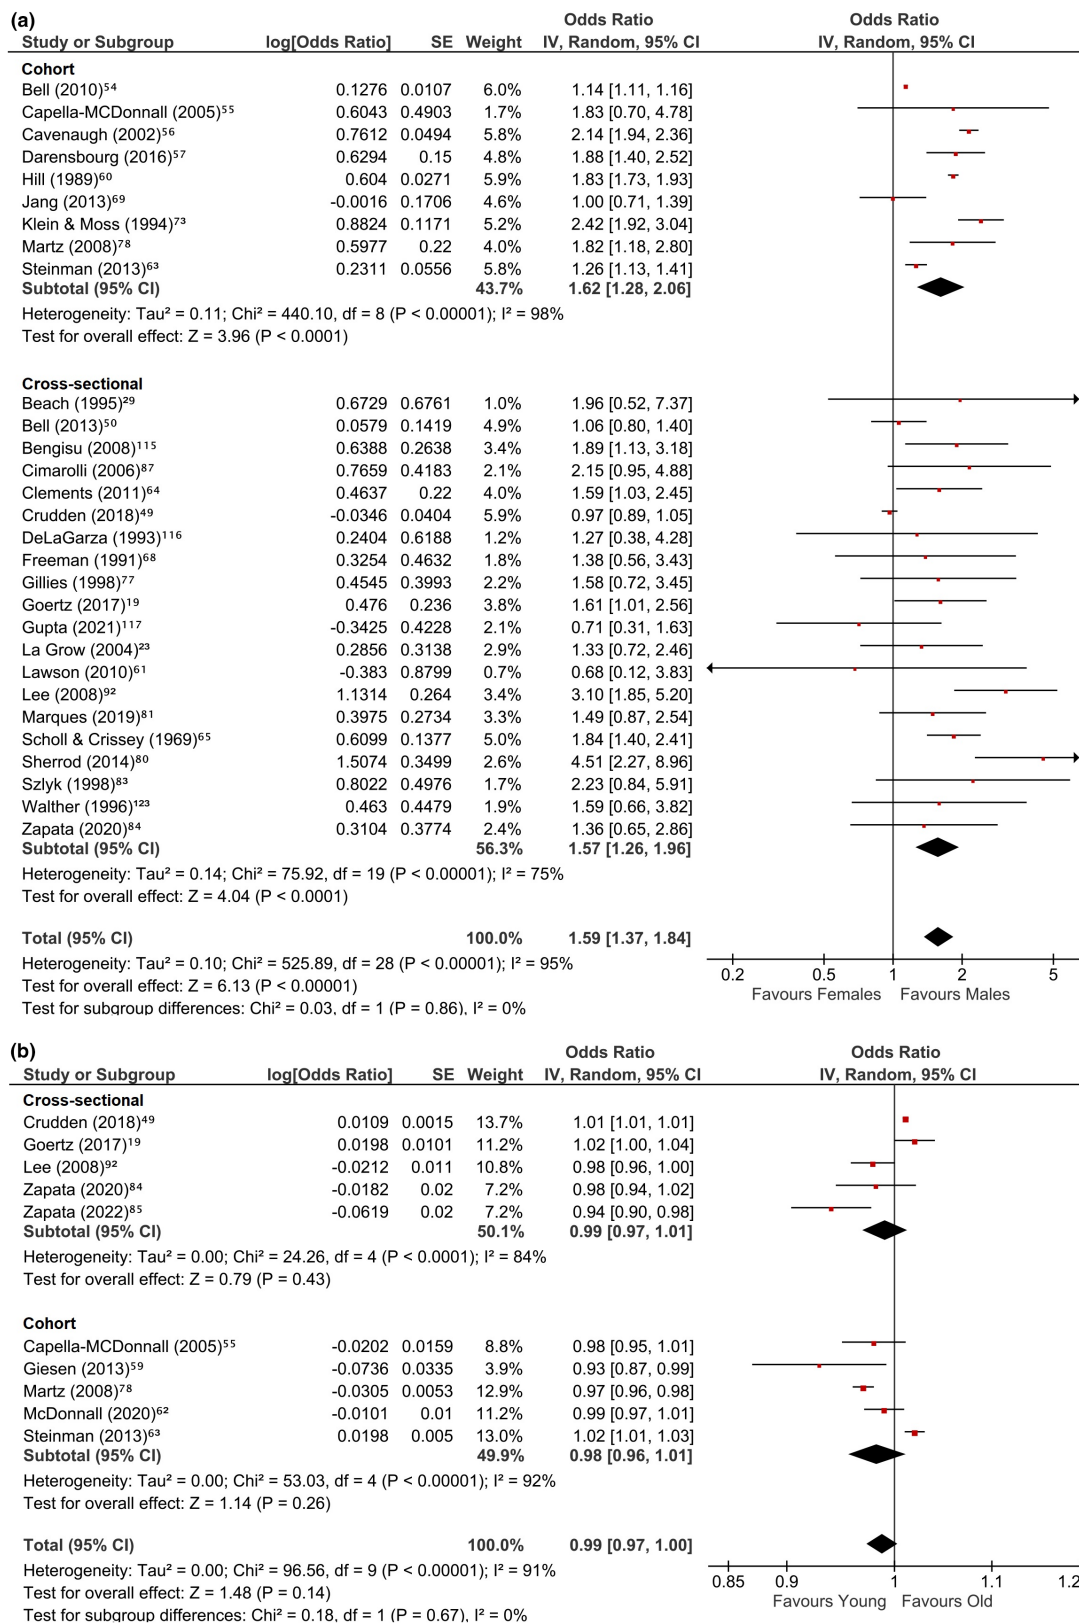 (a)
Odds Ratio Odds Ratio
Study or Subgroup log[Odds Ratio] SE Weight IV, Random, 95% CI IV, Random, 95% CI
Cohort
Bell (2010)⁵⁴ 0.1276 0.0107 6.0% 1.14 [1.11, 1.16]
Capella-MCDonnall (2005)⁵⁵ 0.6043 0.4903 1.7% 1.83 [0.70, 4.78]
Cavenaugh (2002)⁵⁶ 0.7612 0.0494 5.8% 2.14 [1.94, 2.36]
Darensbourg (2016)⁵⁷ 0.6294 0.15 4.8% 1.88 [1.40, 2.52]
Hill (1989)⁶⁰ 0.604 0.0271 5.9% 1.83 [1.73, 1.93]
Jang (2013)⁶⁹ -0.0016 0.1706 4.6% 1.00 [0.71, 1.39]
Klein & Moss (1994)⁷³ 0.8824 0.1171 5.2% 2.42 [1.92, 3.04]
Martz (2008)⁷⁸ 0.5977 0.22 4.0% 1.82 [1.18, 2.80]
Steinman (2013)⁶³ 0.2311 0.0556 5.8% 1.26 [1.13, 1.41]
Subtotal (95% CI) 43.7% 1.62 [1.28, 2.06]
Heterogeneity: Tau² = 0.11; Chi² = 440.10, df = 8 (P < 0.00001); I² = 98%
Test for overall effect: Z = 3.96 (P < 0.0001)
Cross-sectional
Beach (1995)²⁹ 0.6729 0.6761 1.0% 1.96 [0.52, 7.37]
Bell (2013)⁵⁰ 0.0579 0.1419 4.9% 1.06 [0.80, 1.40]
Bengisu (2008)¹¹⁵ 0.6388 0.2638 3.4% 1.89 [1.13, 3.18]
Cimarolli (2006)⁸⁷ 0.7659 0.4183 2.1% 2.15 [0.95, 4.88]
Clements (2011)⁶⁴ 0.4637 0.22 4.0% 1.59 [1.03, 2.45]
Crudden (2018)⁴⁹ -0.0346 0.0404 5.9% 0.97 [0.89, 1.05]
DeLaGarza (1993)¹¹⁶ 0.2404 0.6188 1.2% 1.27 [0.38, 4.28]
Freeman (1991)⁶⁸ 0.3254 0.4632 1.8% 1.38 [0.56, 3.43]
Gillies (1998)⁷⁷ 0.4545 0.3993 2.2% 1.58 [0.72, 3.45]
Goertz (2017)¹⁹ 0.476 0.236 3.8% 1.61 [1.01, 2.56]
Gupta (2021)¹¹⁷ -0.3425 0.4228 2.1% 0.71 [0.31, 1.63]
La Grow (2004)²³ 0.2856 0.3138 2.9% 1.33 [0.72, 2.46]
Lawson (2010)⁶¹ -0.383 0.8799 0.7% 0.68 [0.12, 3.83]
Lee (2008)⁹² 1.1314 0.264 3.4% 3.10 [1.85, 5.20]
Marques (2019)⁸¹ 0.3975 0.2734 3.3% 1.49 [0.87, 2.54]
Scholl & Crissey (1969)⁶⁵ 0.6099 0.1377 5.0% 1.84 [1.40, 2.41]
Sherrod (2014)⁸⁰ 1.5074 0.3499 2.6% 4.51 [2.27, 8.96]
Szlyk (1998)⁸³ 0.8022 0.4976 1.7% 2.23 [0.84, 5.91]
Walther (1996)¹²³ 0.463 0.4479 1.9% 1.59 [0.66, 3.82]
Zapata (2020)⁸⁴ 0.3104 0.3774 2.4% 1.36 [0.65, 2.86]
Subtotal (95% CI) 56.3% 1.57 [1.26, 1.96]
Heterogeneity: Tau² = 0.14; Chi² = 75.92, df = 19 (P < 0.00001); I² = 75%
Test for overall effect: Z = 4.04 (P < 0.0001)
Total (95% CI) 100.0% 1.59 [1.37, 1.84]
Heterogeneity: Tau² = 0.10; Chi² = 525.89, df = 28 (P < 0.00001); I² = 95%
Test for overall effect: Z = 6.13 (P < 0.00001)
Test for subgroup differences: Chi² = 0.03, df = 1 (P = 0.86), I² = 0%
0.2 0.5 1 2 5
Favours Females Favours Males
(b)
Odds Ratio Odds Ratio
Study or Subgroup log[Odds Ratio] SE Weight IV, Random, 95% CI IV, Random, 95% CI
Cross-sectional
Crudden (2018)⁴⁹ 0.0109 0.0015 13.7% 1.01 [1.01, 1.01]
Goertz (2017)¹⁹ 0.0198 0.0101 11.2% 1.02 [1.00, 1.04]
Lee (2008)⁹² -0.0212 0.011 10.8% 0.98 [0.96, 1.00]
Zapata (2020)⁸⁴ -0.0182 0.02 7.2% 0.98 [0.94, 1.02]
Zapata (2022)⁸⁵ -0.0619 0.02 7.2% 0.94 [0.90, 0.98]
Subtotal (95% CI) 50.1% 0.99 [0.97, 1.01]
Heterogeneity: Tau² = 0.00; Chi² = 24.26, df = 4 (P < 0.0001); I² = 84%
Test for overall effect: Z = 0.79 (P = 0.43)
Cohort
Capella-MCDonnall (2005)⁵⁵ -0.0202 0.0159 8.8% 0.98 [0.95, 1.01]
Giesen (2013)⁵⁹ -0.0736 0.0335 3.9% 0.93 [0.87, 0.99]
Martz (2008)⁷⁸ -0.0305 0.0053 12.9% 0.97 [0.96, 0.98]
McDonnall (2020)⁶² -0.0101 0.01 11.2% 0.99 [0.97, 1.01]
Steinman (2013)⁶³ 0.0198 0.005 13.0% 1.02 [1.01, 1.03]
Subtotal (95% CI) 49.9% 0.98 [0.96, 1.01]
Heterogeneity: Tau² = 0.00; Chi² = 53.03, df = 4 (P < 0.00001); I² = 92%
Test for overall effect: Z = 1.14 (P = 0.26)
Total (95% CI) 100.0% 0.99 [0.97, 1.00]
Heterogeneity: Tau² = 0.00; Chi² = 96.56, df = 9 (P < 0.00001); I² = 91%
Test for overall effect: Z = 1.48 (P = 0.14)
Test for subgroup differences: Chi² = 0.18, df = 1 (P = 0.67), I² = 0%
0.85 0.9 1 1.1 1.2
Favours Young Favours Old